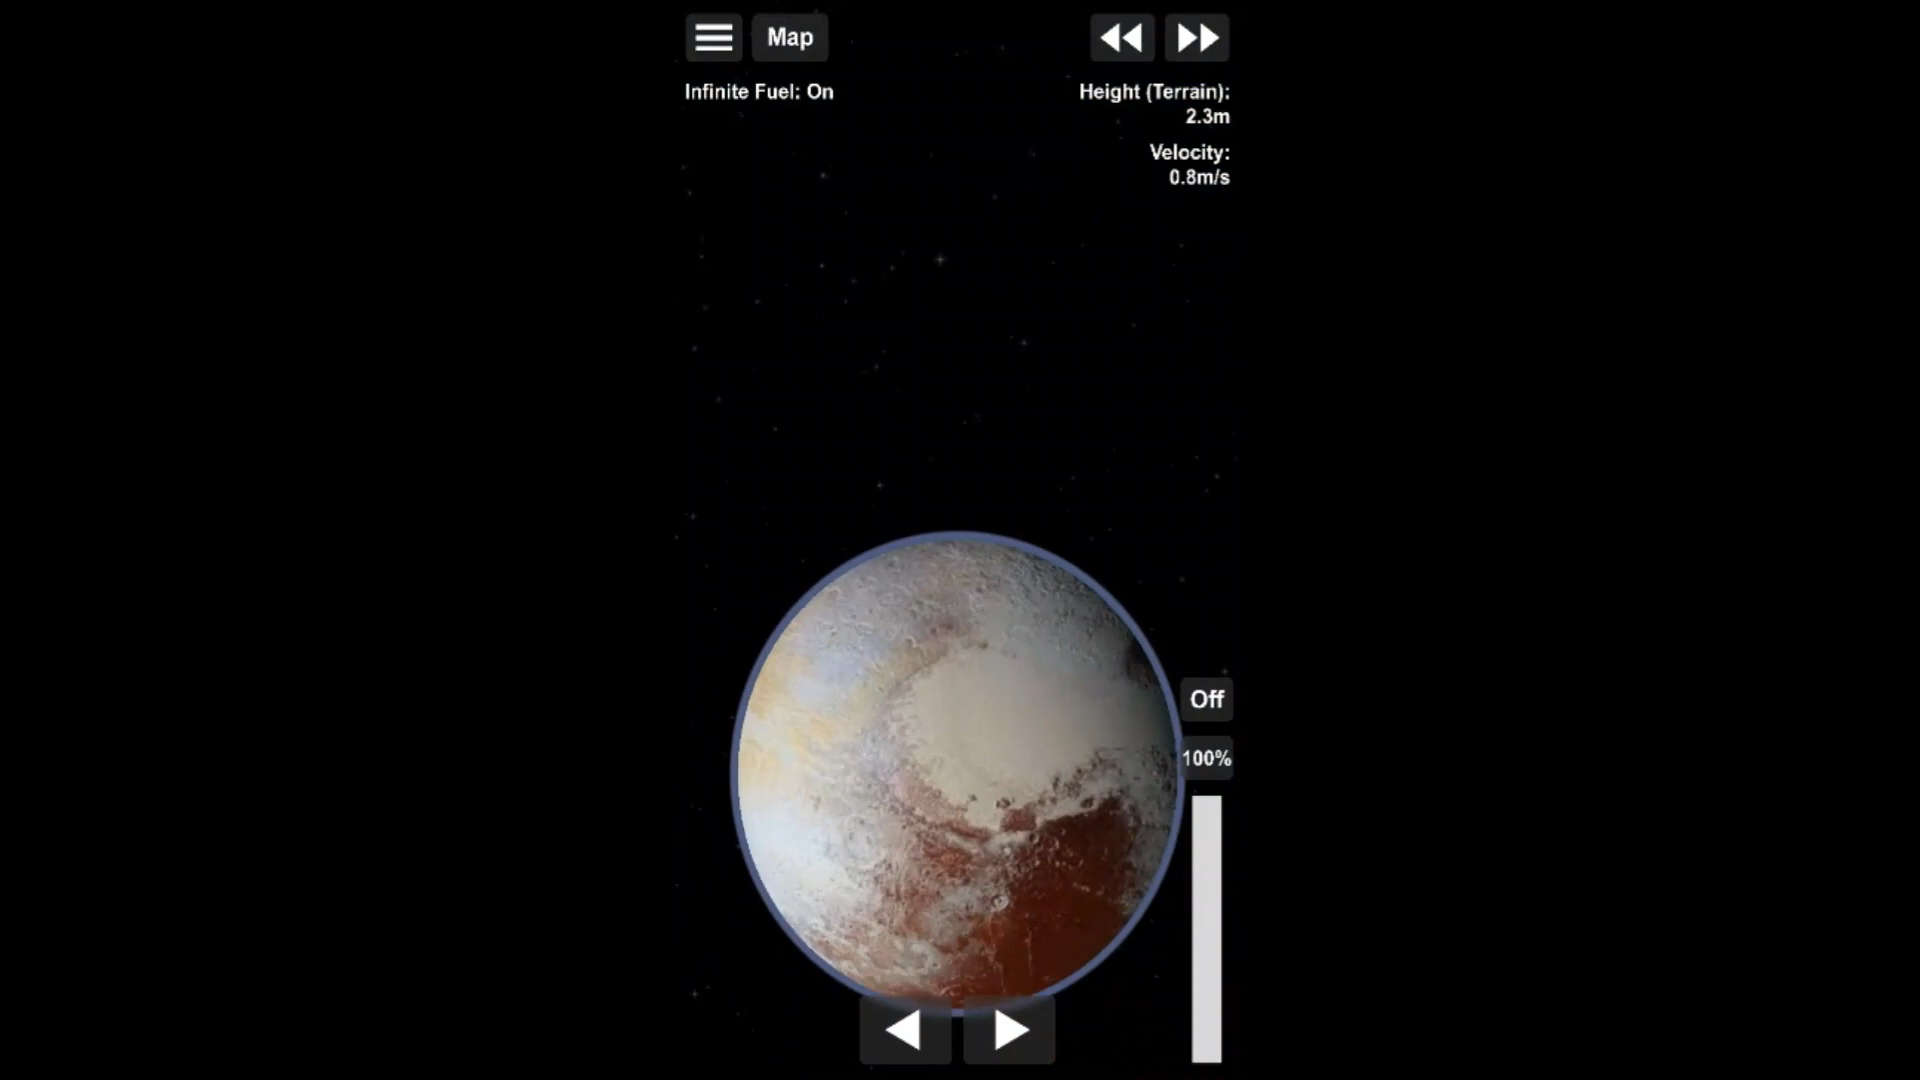 Map
Infinite Fuel: On
Height (Terrain):
2.3m
Velocity:
0.8m/s
Off
100%